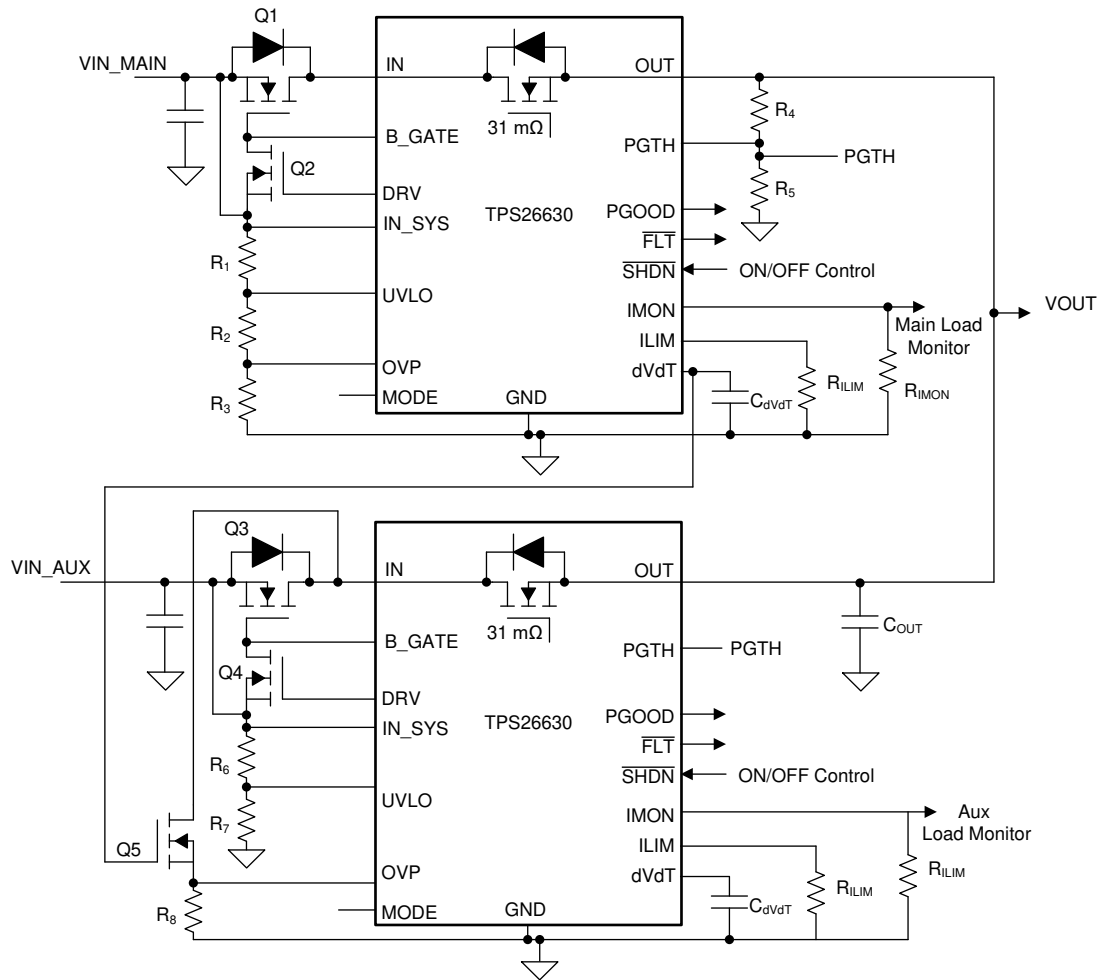 Q1
VIN_MAIN
IN
OUT
31 mΩ
R4
B_GATE
PGTH
PGTH
Q2
R5
DRV
TPS26630
PGOOD
IN_SYS
FLT
R1
SHDN
ON/OFF Control
UVLO
IMON
VOUT
Main Load
Monitor
R2
ILIM
OVP
dVdT
RILIM
RIMON
R3
MODE
GND
CdVdT
Q3
VIN_AUX
IN
OUT
31 mΩ
COUT
B_GATE
PGTH
PGTH
Q4
DRV
TPS26630
PGOOD
IN_SYS
FLT
R6
SHDN
ON/OFF Control
UVLO
R7
IMON
Aux
Load Monitor
Q5
ILIM
RILIM
OVP
dVdT
RILIM
R8
MODE
GND
CdVdT